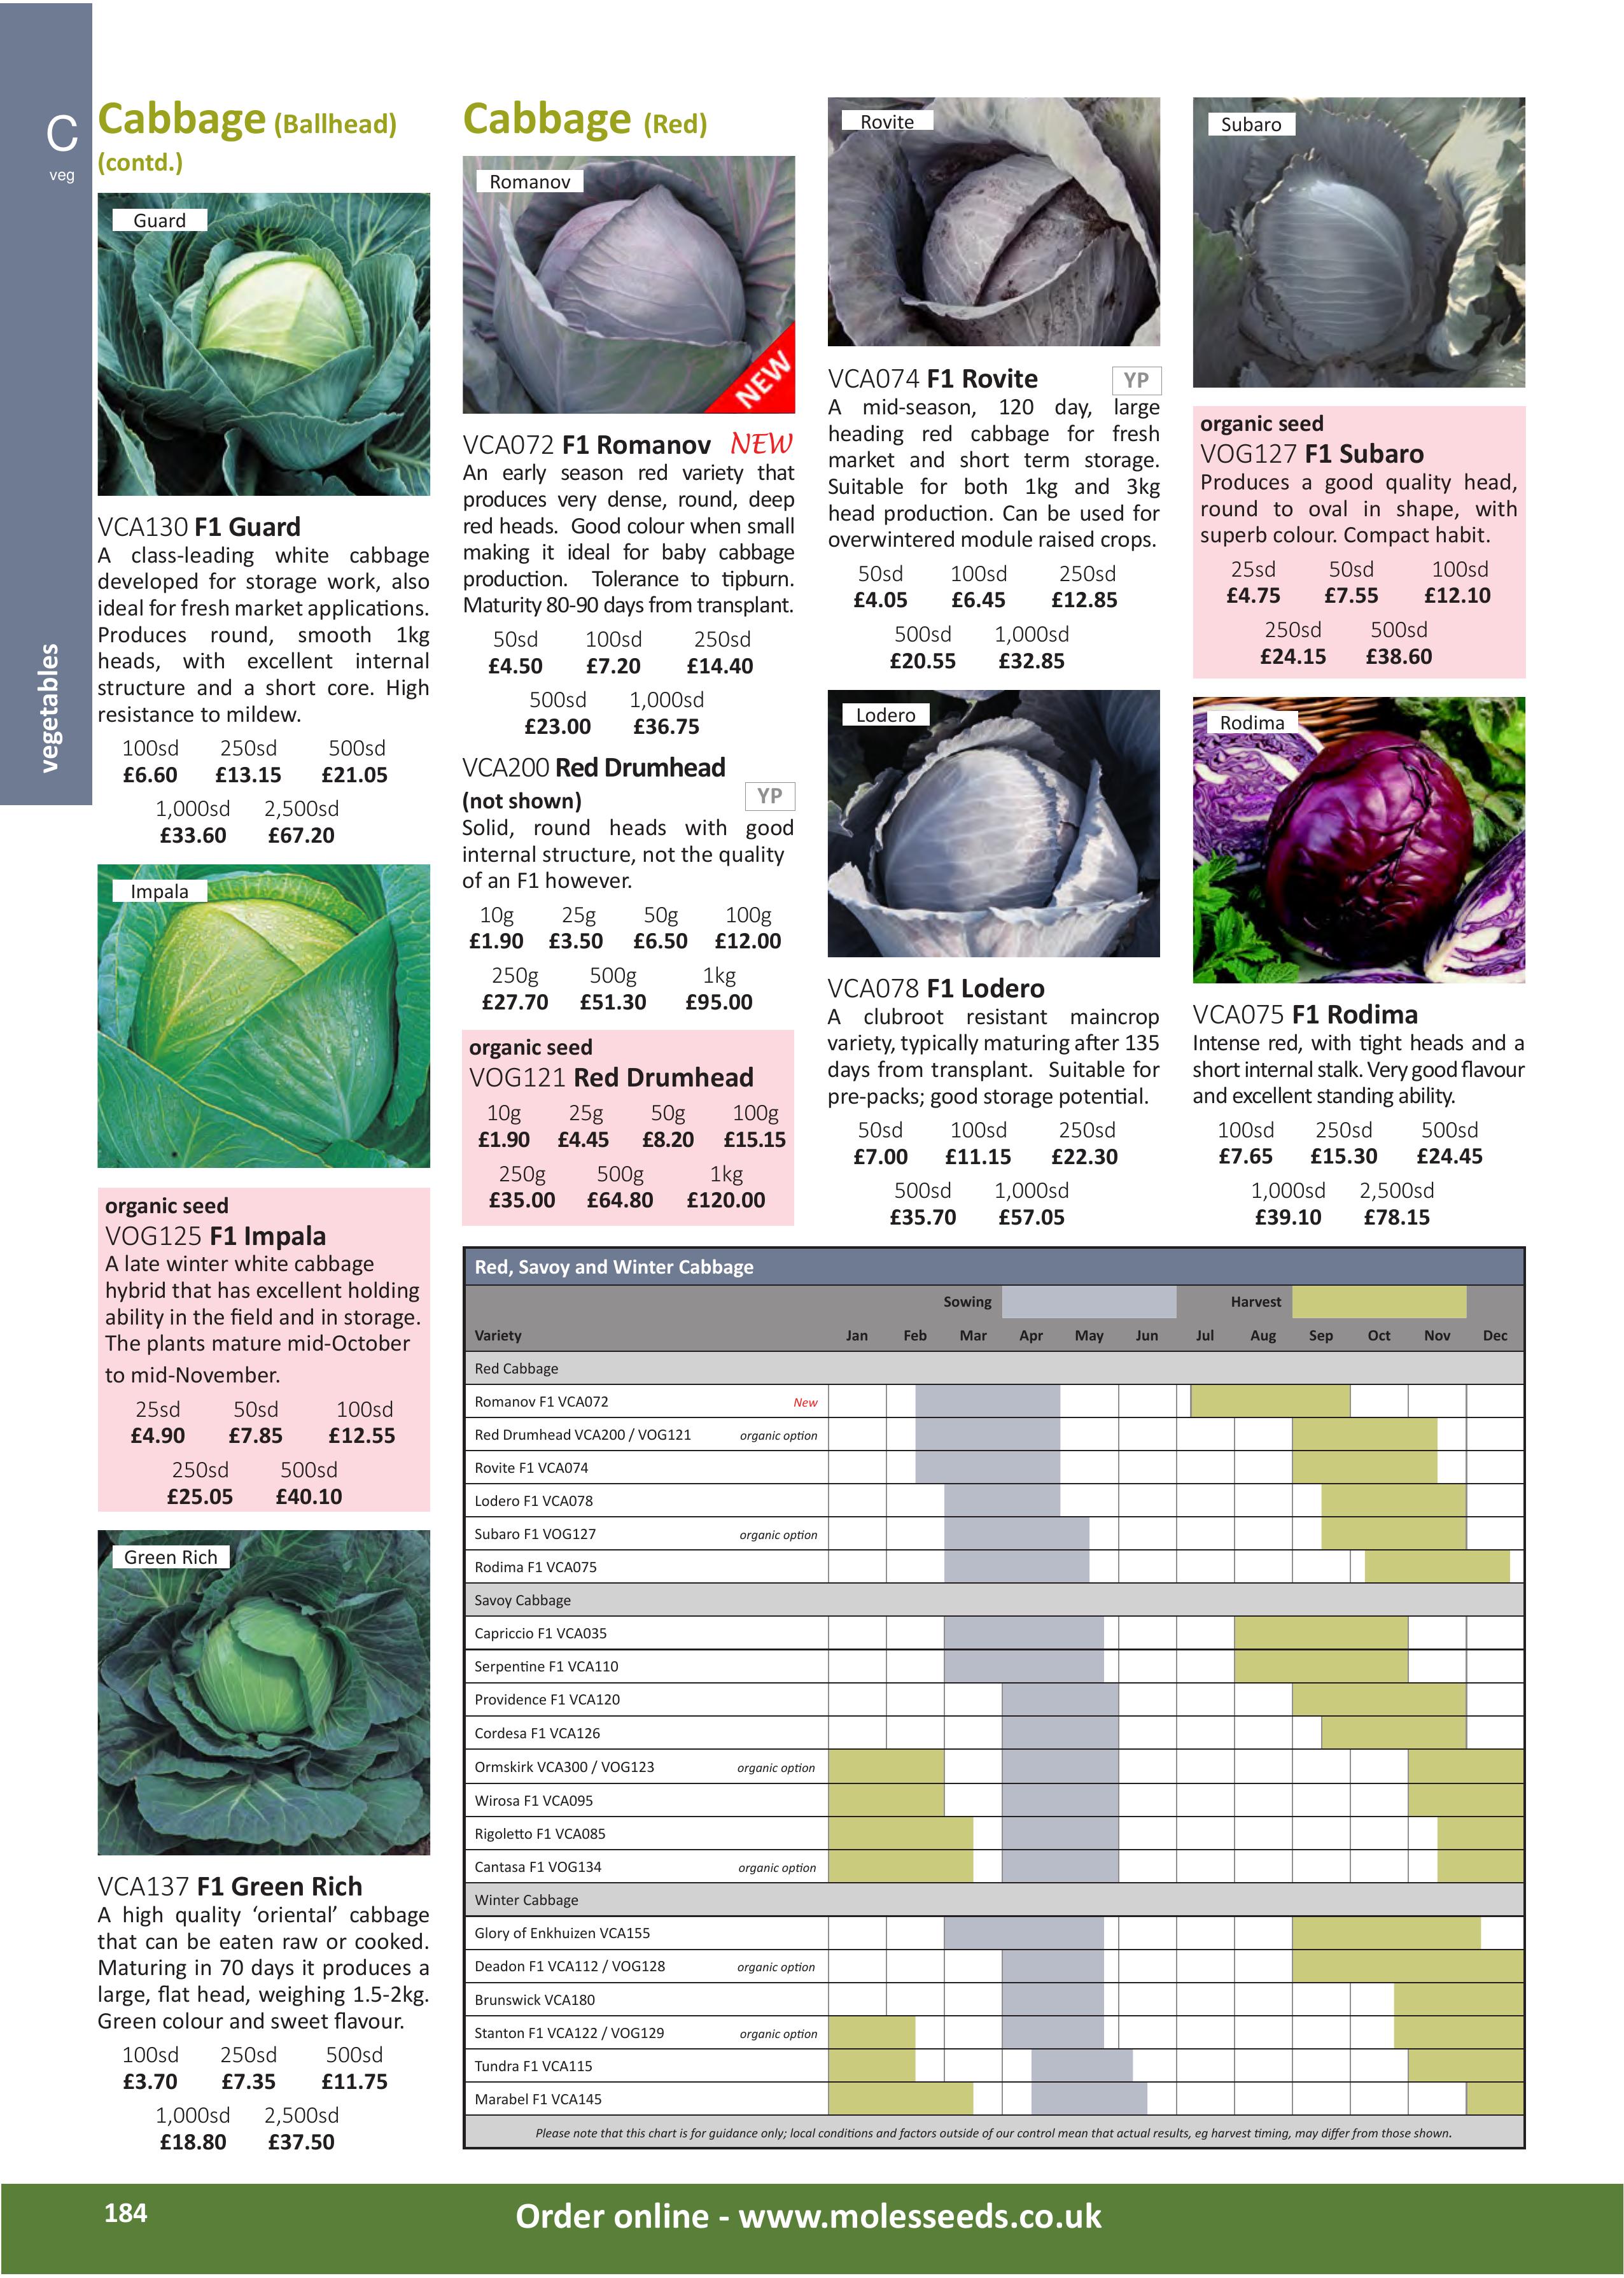 C
veg
vegetables
Cabbage (Ballhead)
(contd.)
Guard
VCA130 F1 Guard
A class-leading white cabbage
developed for storage work, also
ideal for fresh market applications.
Produces round, smooth 1kg
heads, with excellent internal
structure and a short core. High
resistance to mildew.
100sd 250sd 500sd
£6.60 £13.15 £21.05
1,000sd 2,500sd
£33.60 £67.20
Impala
organic seed
VOG125 F1 Impala
A late winter white cabbage
hybrid that has excellent holding
ability in the field and in storage.
The plants mature mid-October
to mid-November.
25sd 50sd 100sd
£4.90 £7.85 £12.55
250sd 500sd
£25.05 £40.10
Green Rich
VCA137 F1 Green Rich
A high quality ‘oriental’ cabbage
that can be eaten raw or cooked.
Maturing in 70 days it produces a
large, flat head, weighing 1.5-2kg.
Green colour and sweet flavour.
100sd 250sd 500sd
£3.70 £7.35 £11.75
1,000sd 2,500sd
£18.80 £37.50
Cabbage (Red)
Romanov
NEW
VCA072 F1 Romanov NEW
An early season red variety that
produces very dense, round, deep
red heads. Good colour when small
making it ideal for baby cabbage
production. Tolerance to tipburn.
Maturity 80-90 days from transplant.
50sd 100sd 250sd
£4.50 £7.20 £14.40
500sd 1,000sd
£23.00 £36.75
VCA200 Red Drumhead
(not shown) YP
Solid, round heads with good
internal structure, not the quality
of an F1 however.
10g 25g 50g 100g
£1.90 £3.50 £6.50 £12.00
250g 500g 1kg
£27.70 £51.30 £95.00
organic seed
VOG121 Red Drumhead
10g 25g 50g 100g
£1.90 £4.45 £8.20 £15.15
250g 500g 1kg
£35.00 £64.80 £120.00
Rovite
VCA074 F1 Rovite YP
A mid-season, 120 day, large
heading red cabbage for fresh
market and short term storage.
Suitable for both 1kg and 3kg
head production. Can be used for
overwintered module raised crops.
50sd 100sd 250sd
£4.05 £6.45 £12.85
500sd 1,000sd
£20.55 £32.85
Lodero
VCA078 F1 Lodero
A clubroot resistant maincrop
variety, typically maturing after 135
days from transplant. Suitable for
pre-packs; good storage potential.
50sd 100sd 250sd
£7.00 £11.15 £22.30
500sd 1,000sd
£35.70 £57.05
Subaro
organic seed
VOG127 F1 Subaro
Produces a good quality head,
round to oval in shape, with
superb colour. Compact habit.
25sd 50sd 100sd
£4.75 £7.55 £12.10
250sd 500sd
£24.15 £38.60
Rodima
VCA075 F1 Rodima
Intense red, with tight heads and a
short internal stalk. Very good flavour
and excellent standing ability.
100sd 250sd 500sd
£7.65 £15.30 £24.45
1,000sd 2,500sd
£39.10 £78.15
Red, Savoy and Winter Cabbage
Sowing Harvest
Variety Jan Feb Mar Apr May Jun Jul Aug Sep Oct Nov Dec
Red Cabbage
Romanov F1 VCA072 New
Red Drumhead VCA200 / VOG121 organic option
Rovite F1 VCA074
Lodero F1 VCA078
Subaro F1 VOG127 organic option
Rodima F1 VCA075
Savoy Cabbage
Capriccio F1 VCA035
Serpentine F1 VCA110
Providence F1 VCA120
Cordesa F1 VCA126
Ormskirk VCA300 / VOG123 organic option
Wirosa F1 VCA095
Rigoletto F1 VCA085
Cantasa F1 VOG134 organic option
Winter Cabbage
Glory of Enkhuizen VCA155
Deadon F1 VCA112 / VOG128 organic option
Brunswick VCA180
Stanton F1 VCA122 / VOG129 organic option
Tundra F1 VCA115
Marabel F1 VCA145
Please note that this chart is for guidance only; local conditions and factors outside of our control mean that actual results, eg harvest timing, may differ from those shown.
184 Order online - www.molesseeds.co.uk